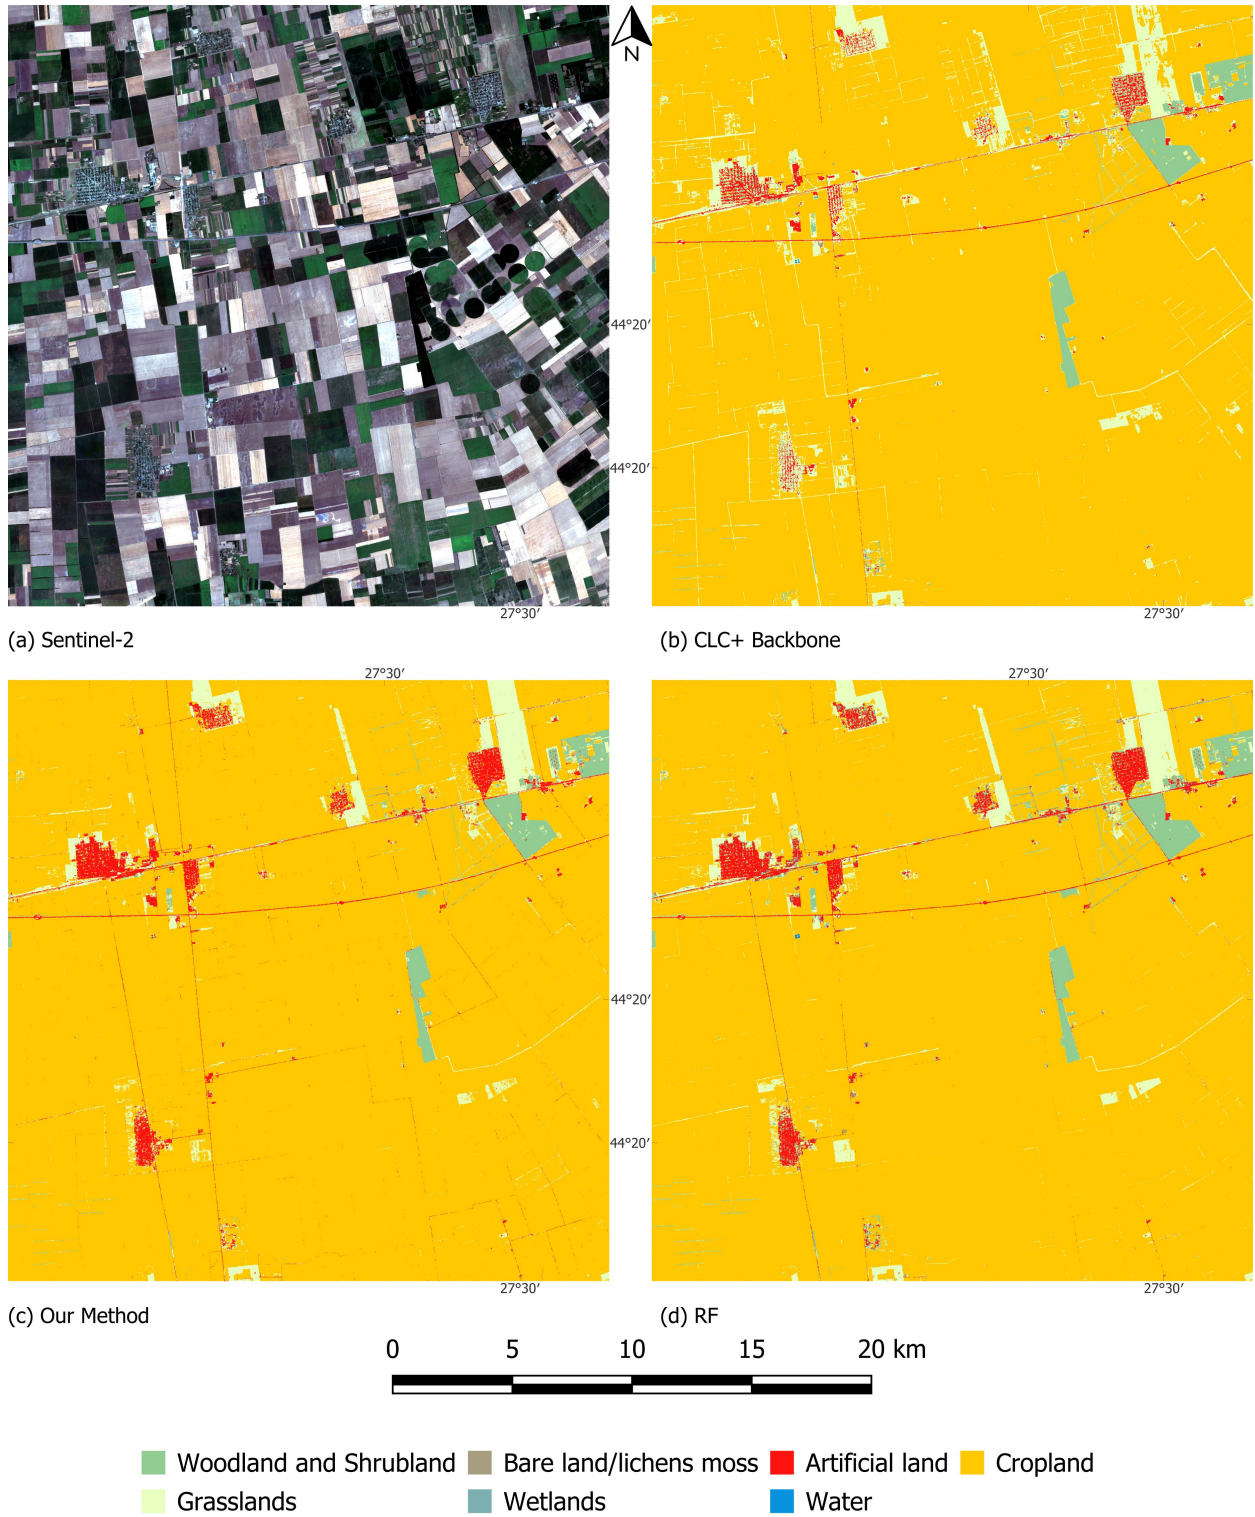 N
44°20′
44°20′
27°30′
27°30′
(a) Sentinel-2
(b) CLC+ Backbone
27°30′
27°30′
44°20′
44°20′
27°30′
27°30′
(c) Our Method
(d) RF
0 5 10 15 20 km
Woodland and Shrubland Bare land/lichens moss Artificial land Cropland
Grasslands Wetlands Water